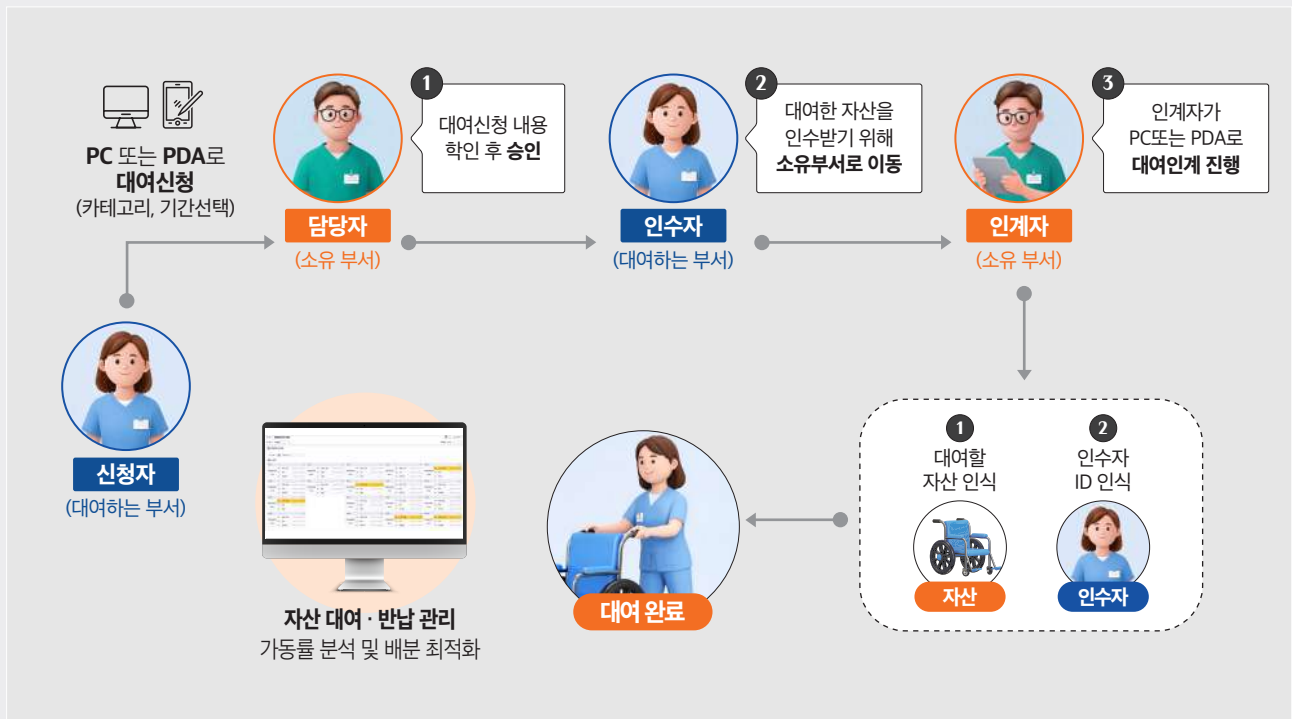 PC 또는 PDA로
대여신청
(카테고리, 기간선택)
신청자
(대여하는 부서)
담당자
(소유 부서)
1
대여신청 내용
확인 후 승인
인수자
(대여하는 부서)
2
대여한 자산을
인수받기 위해
소유부서로 이동
인계자
(소유 부서)
3
인계자가
PC또는 PDA로
대여인계 진행
1
대여할
자산 인식
자산
2
인수자
ID 인식
인수자
대여 완료
자산 대여 · 반납 관리
가동률 분석 및 배분 최적화